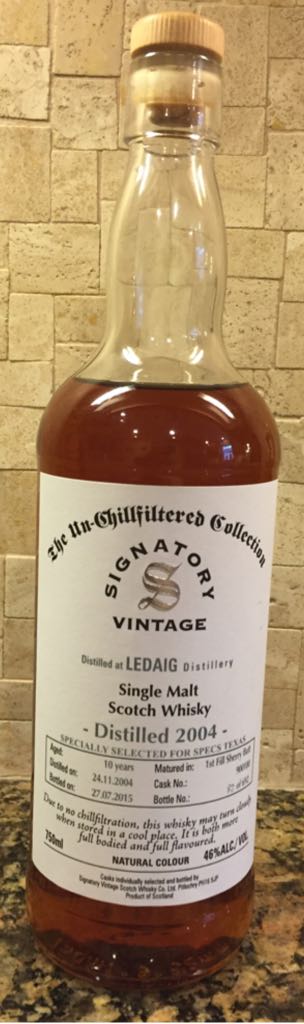 The Un-Chillfiltered Collection
SIGNATORY
S
VINTAGE
Distilled at LEDAIG Distillery
Single Malt
Scotch Whisky
- Distilled 2004 -
SPECIALLY SELECTED FOR SPECS TEXAS
Aged: 10 years Matured in: 1st Fill Sherry Butt
Distilled on: 24.11.2004 Cask No.:
Bottled on: 27.07.2015 Bottle No.:
Due to no chillfiltration, this whisky may turn cloudy
when stored in a cool place. It is both more
full bodied and full flavoured.
750ml NATURAL COLOUR 46%ALC/VOL
Casks individually selected and bottled by
Signatory Vintage Scotch Whisky Co. Ltd. Pitlochry PH16 5JP
Product of Scotland